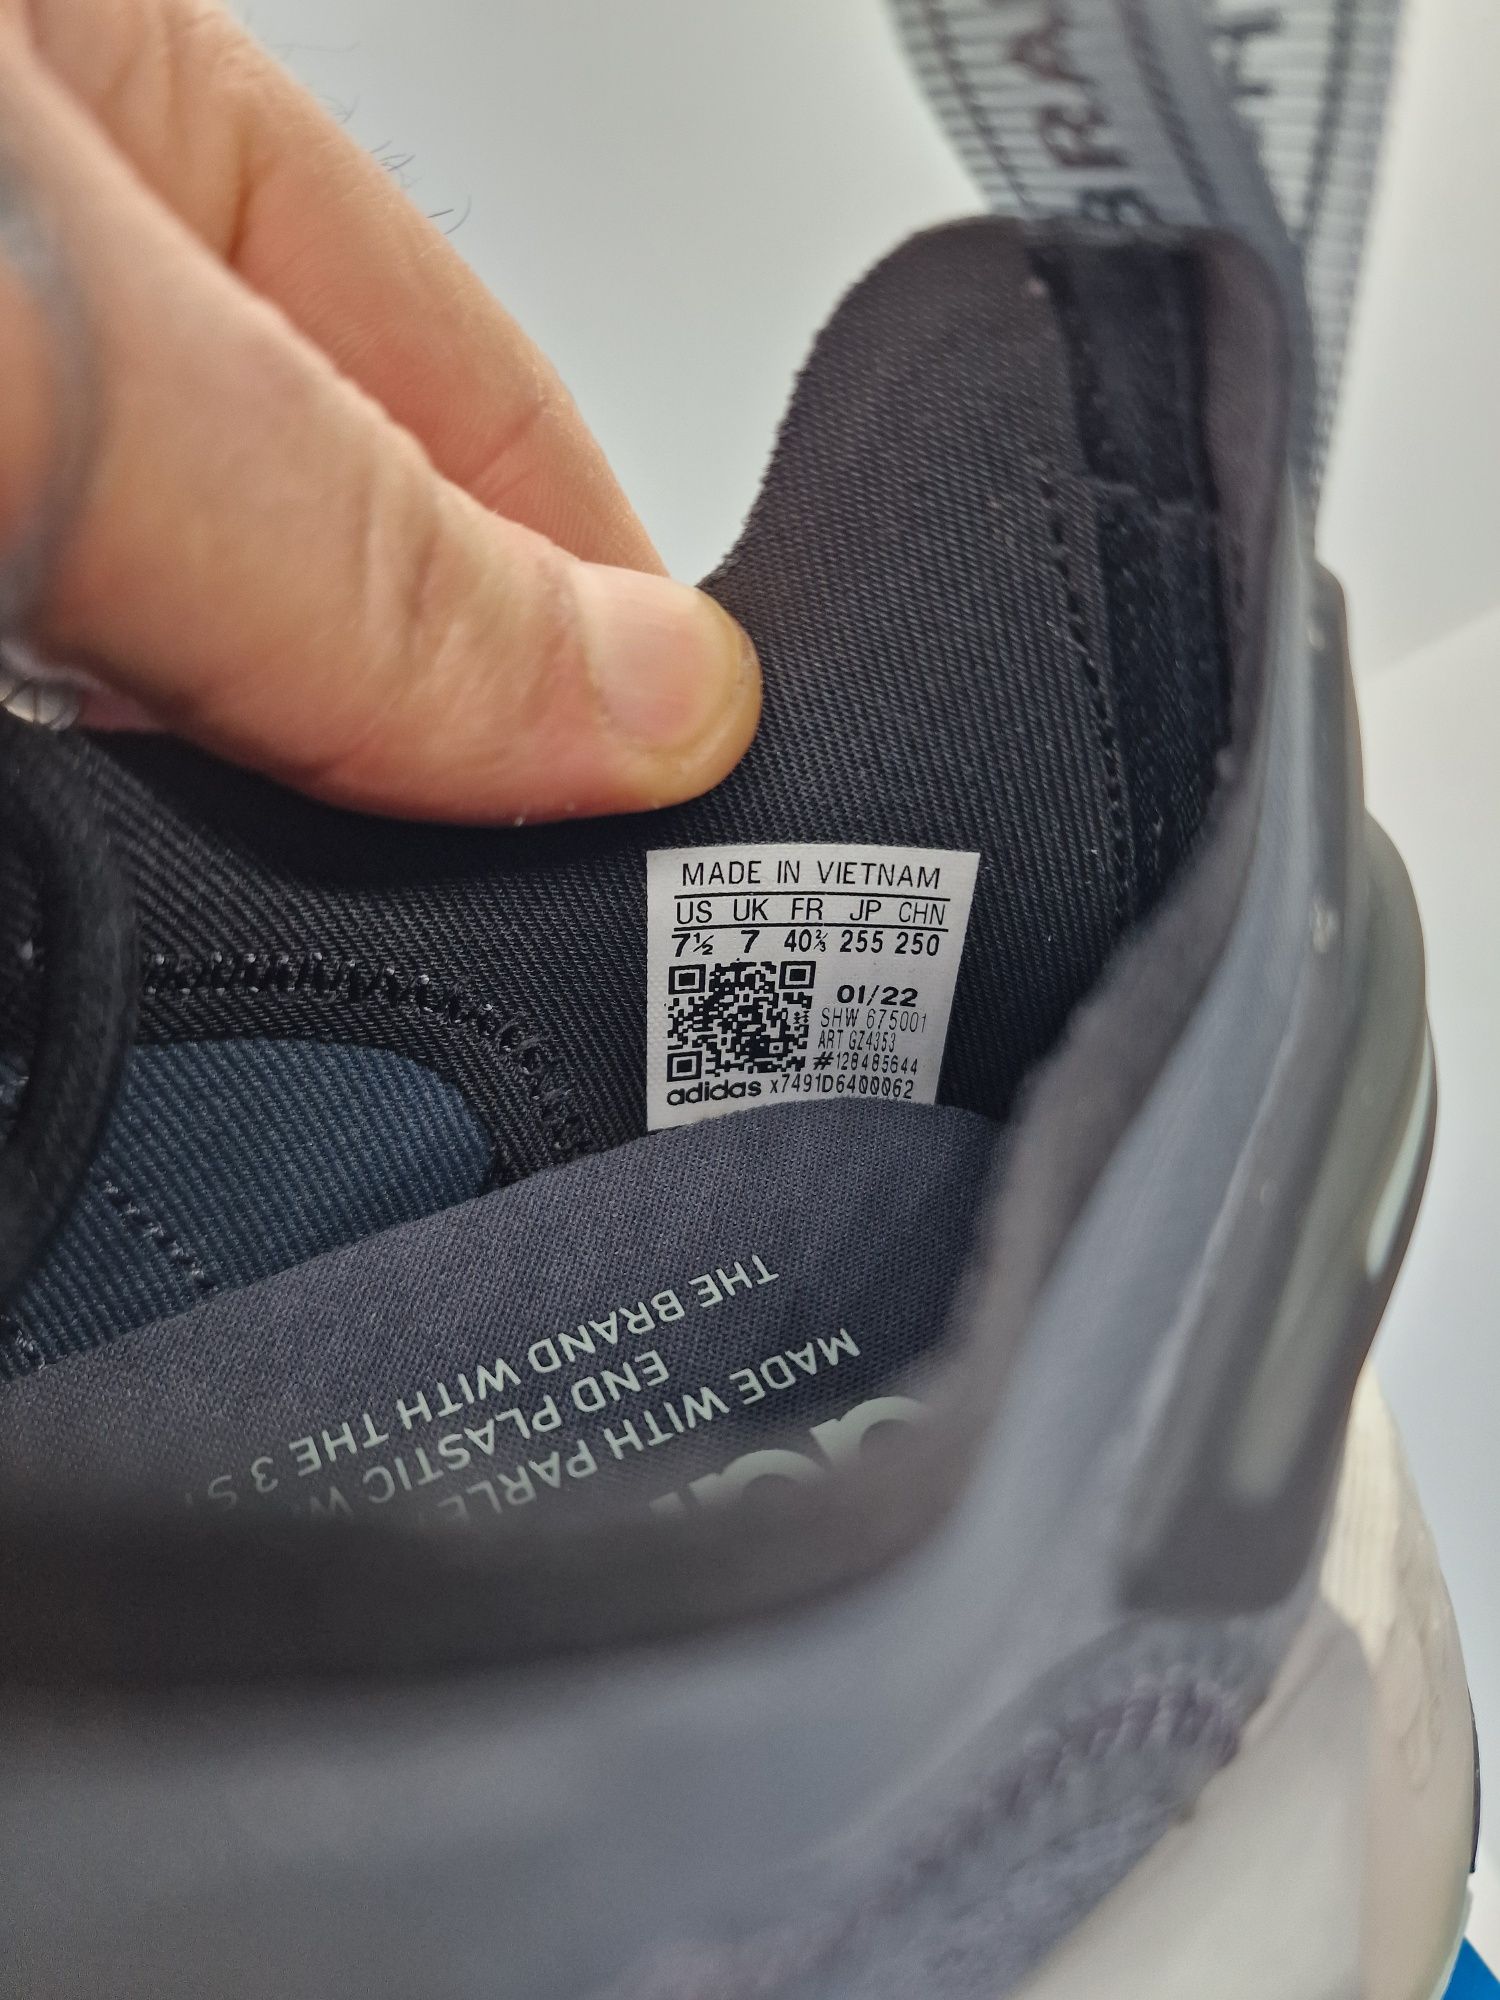 BRA
MADE IN VIETNAM
US UK FR JP CHN
7½ 7 40⅔ 255 250
01/22
SHW 675001
ART GZ4353
#128485644
adidas x7491D6400062
THE BRAND WITH THE 3 S
END PLASTIC W
MADE WITH PARLE